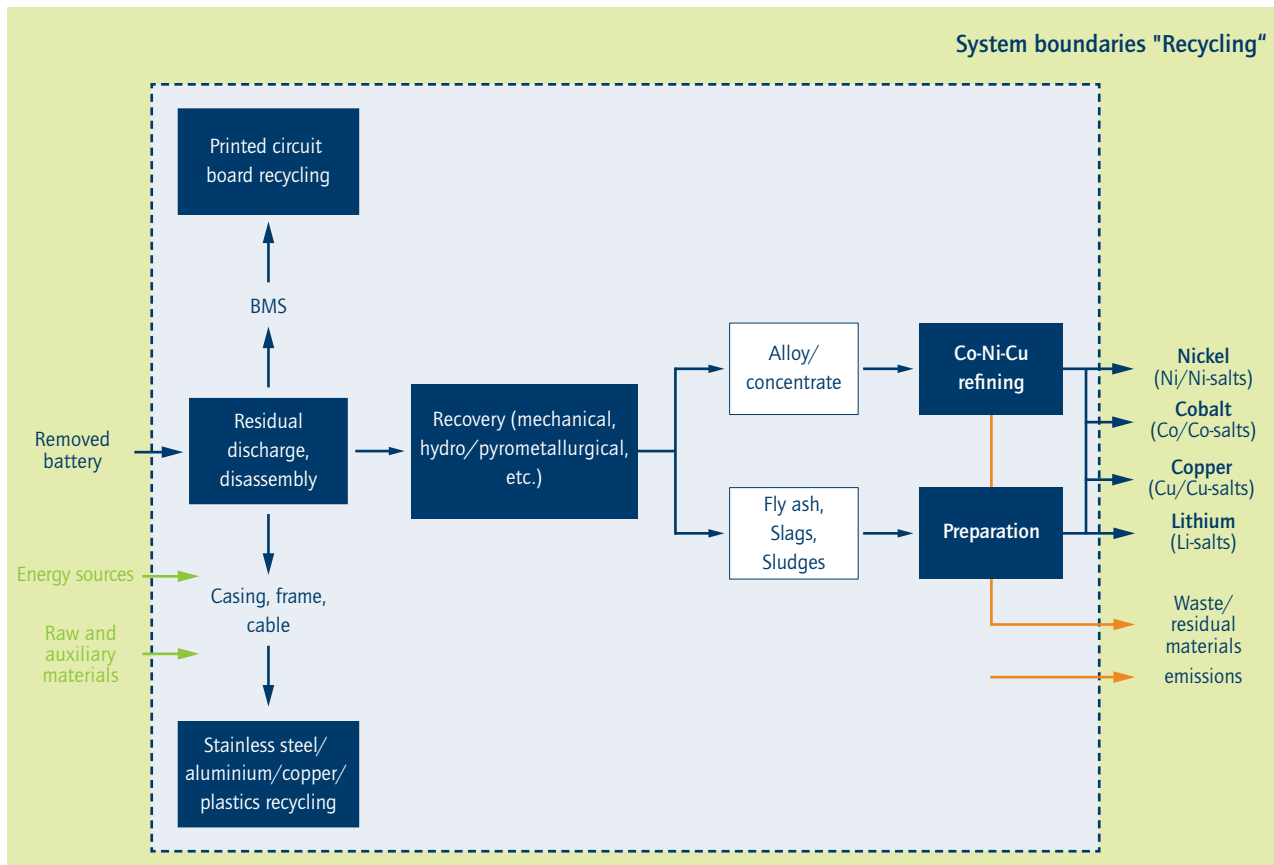 System boundaries "Recycling“
Printed circuit
board recycling
BMS
Removed
battery
Residual
discharge,
disassembly
Recovery (mechanical,
hydro/pyrometallurgical,
etc.)
Alloy/
concentrate
Co-Ni-Cu
refining
Fly ash,
Slags,
Sludges
Preparation
Nickel
(Ni/Ni-salts)
Cobalt
(Co/Co-salts)
Copper
(Cu/Cu-salts)
Lithium
(Li-salts)
Energy sources
Raw and
auxiliary
materials
Casing, frame,
cable
Waste/
residual
materials
emissions
Stainless steel/
aluminium/copper/
plastics recycling